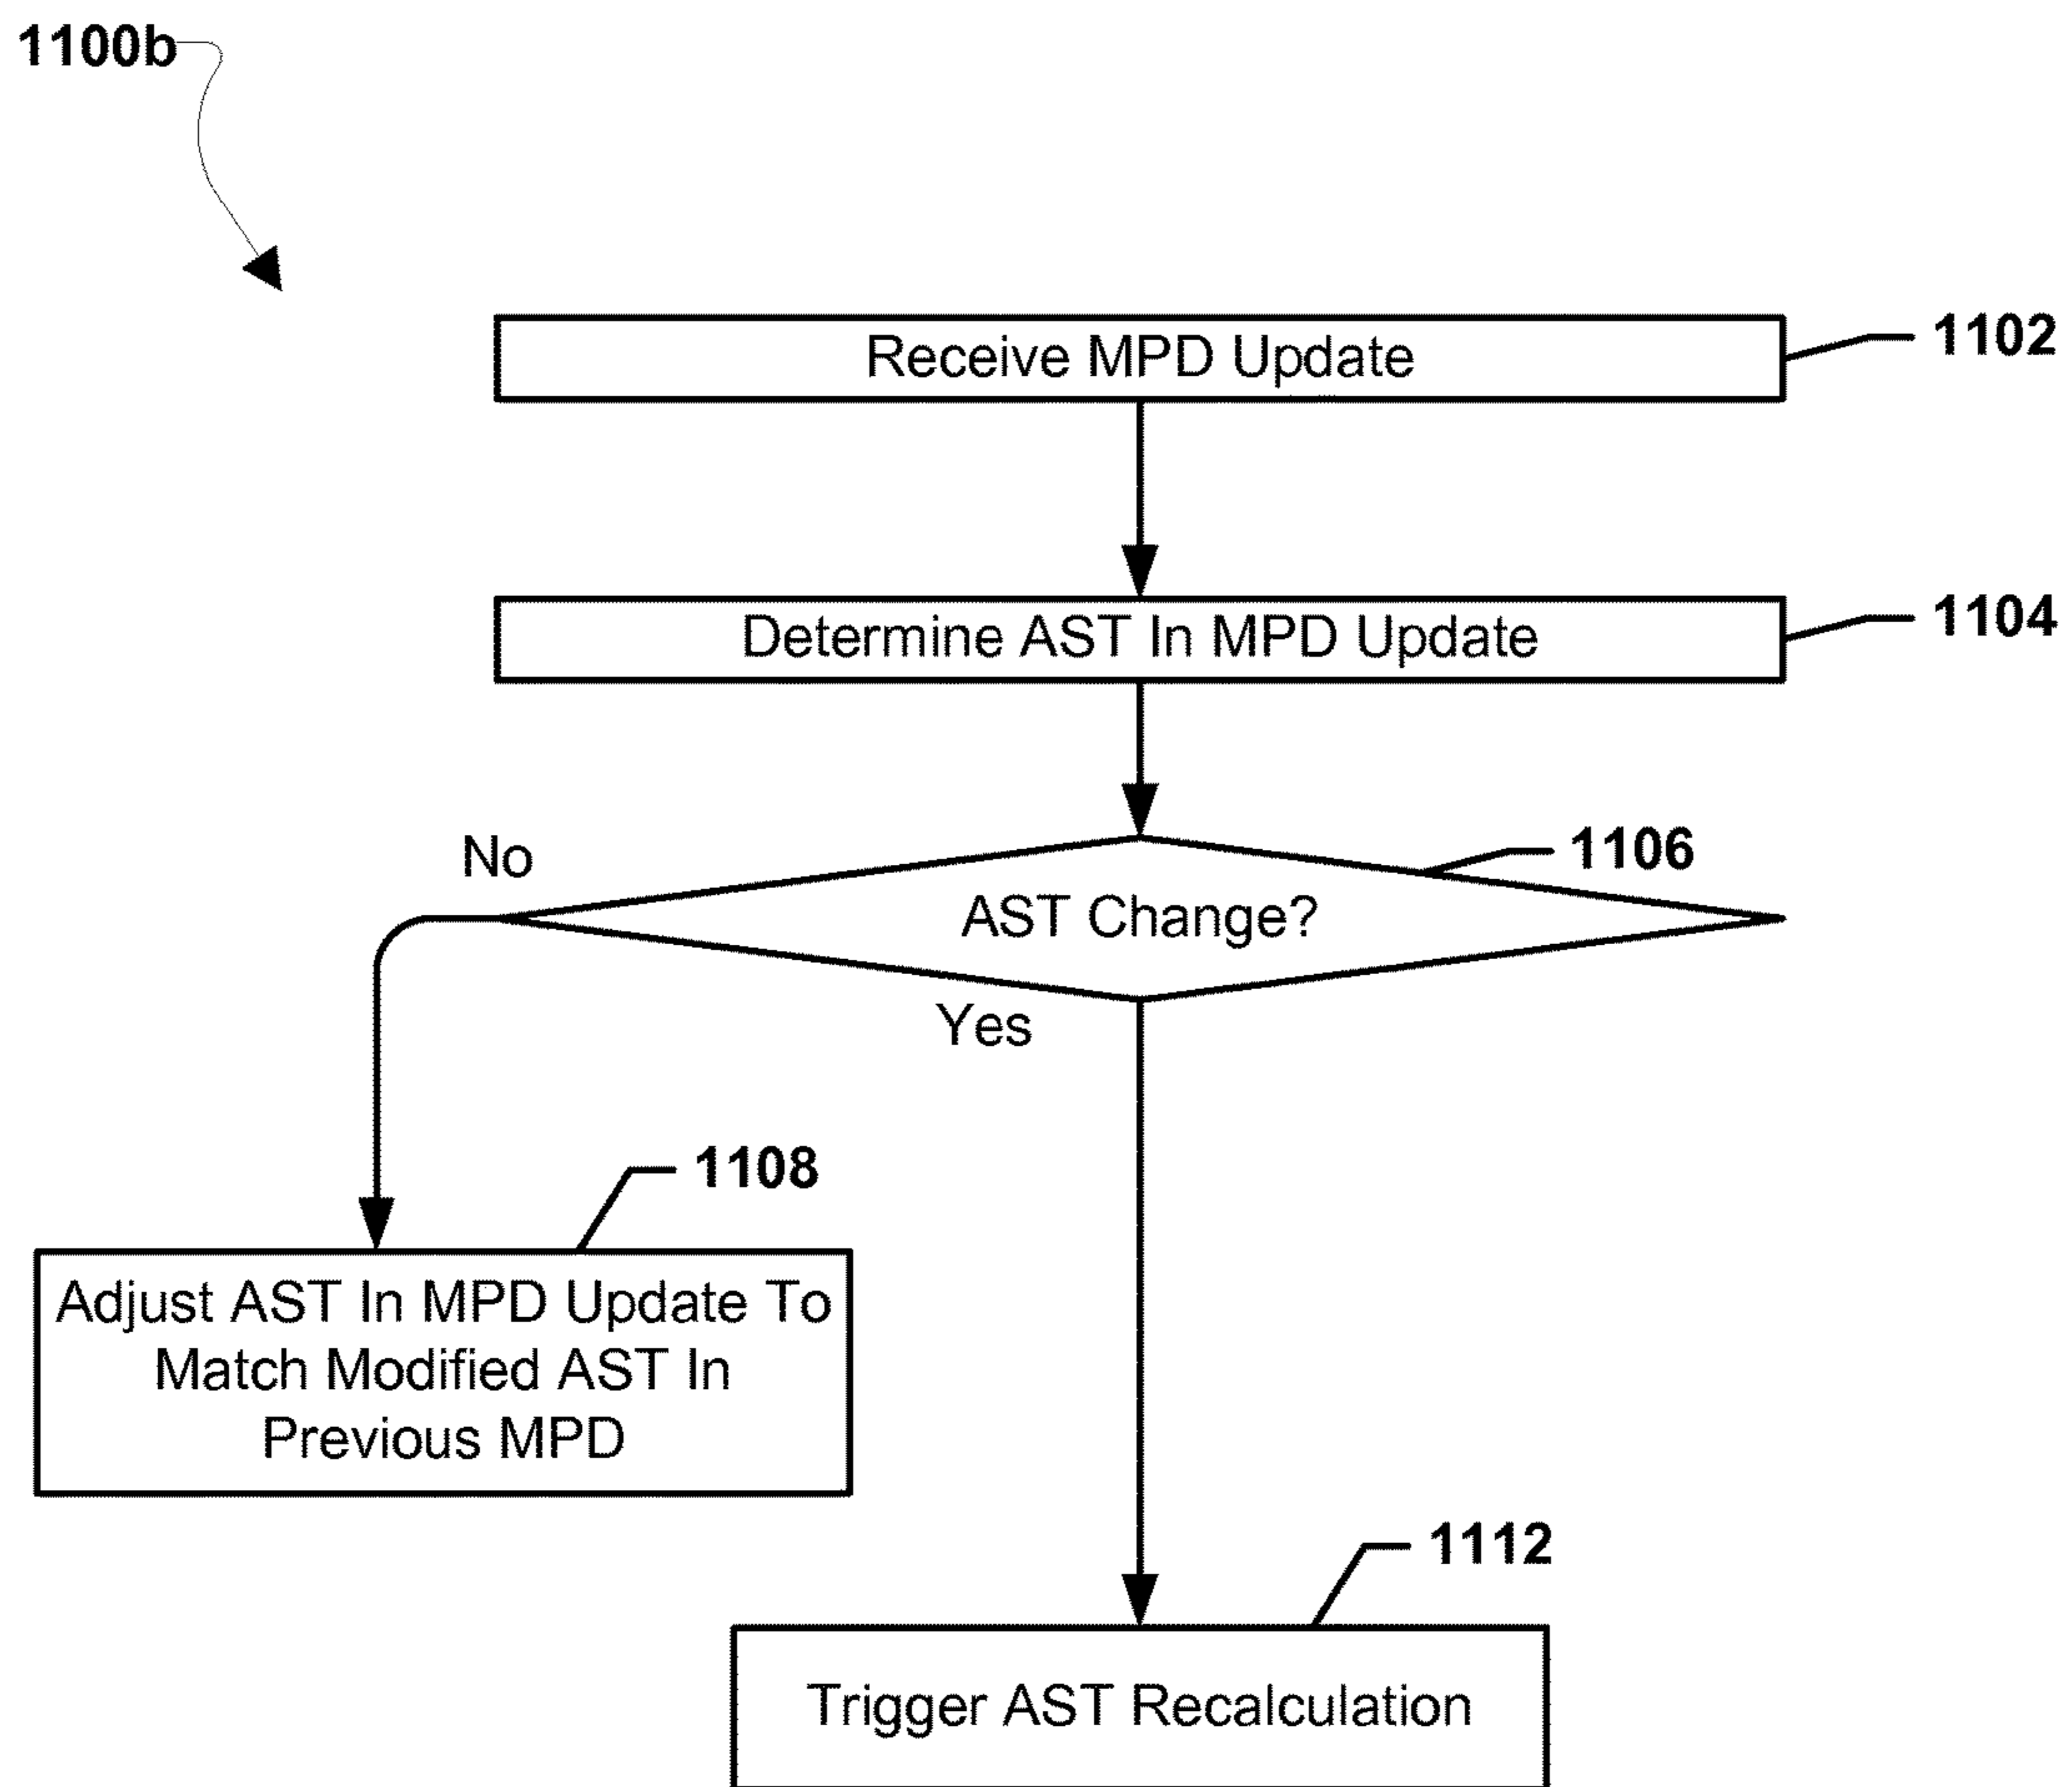 1100b
Receive MPD Update
1102
Determine AST In MPD Update
1104
No
AST Change?
1106
Yes
1108
Adjust AST In MPD Update To
Match Modified AST In
Previous MPD
1112
Trigger AST Recalculation